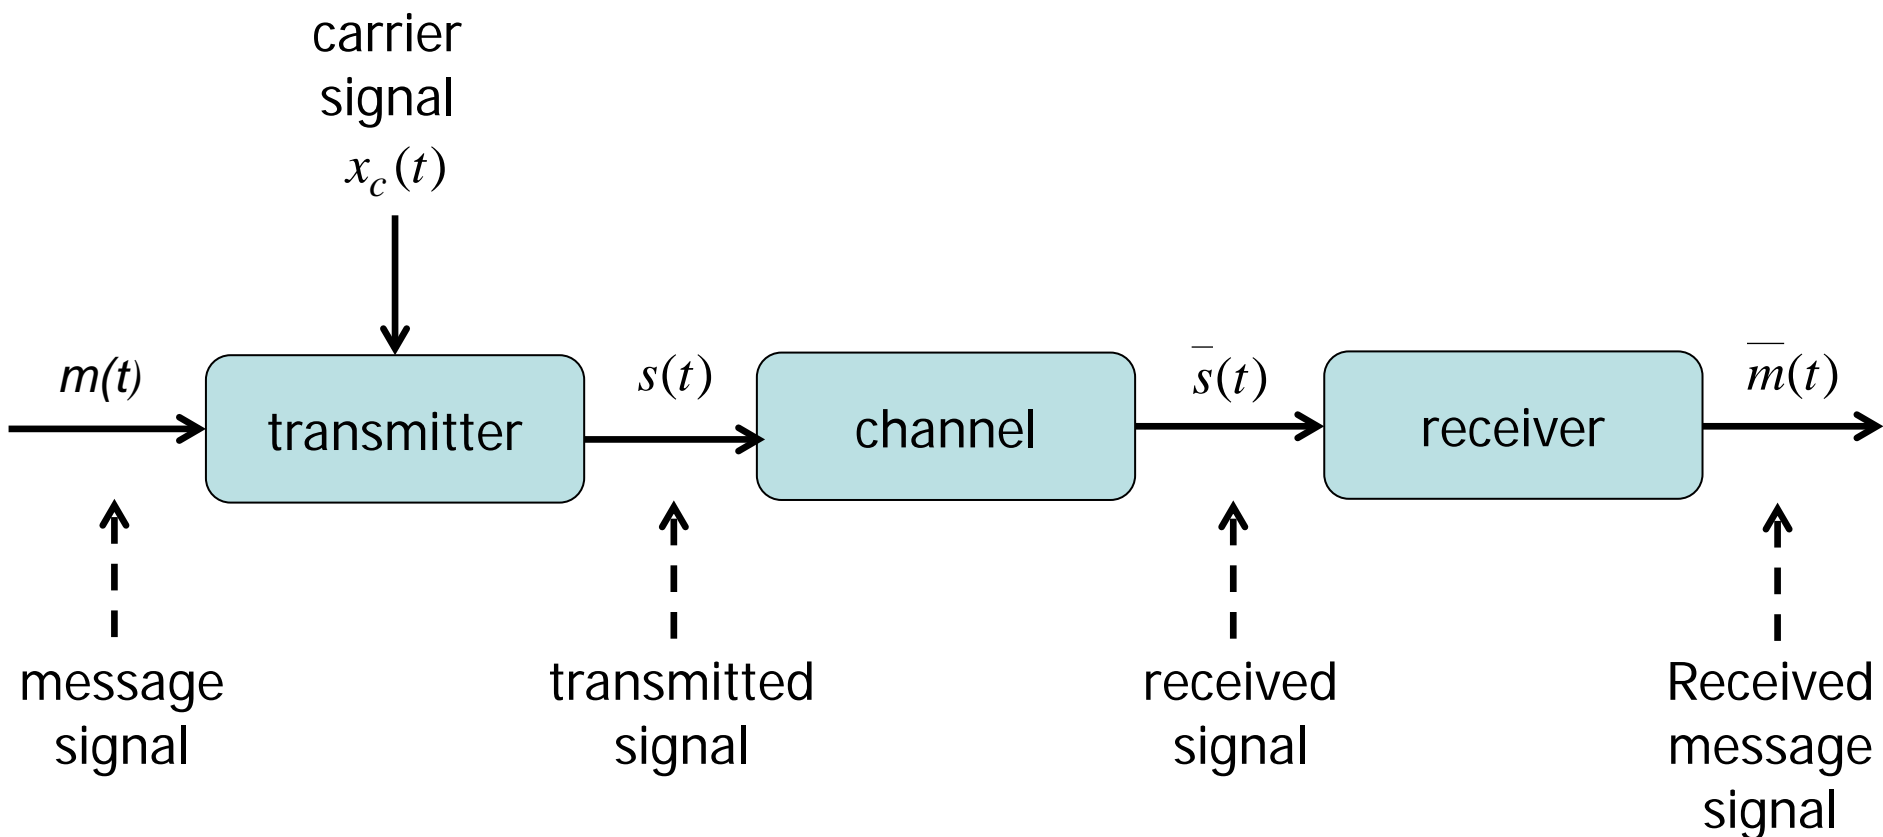 carrier
signal
x_c(t)
m(t)
s(t)
s̅(t)
m̅(t)
transmitter
channel
receiver
message
signal
transmitted
signal
received
signal
Received
message
signal